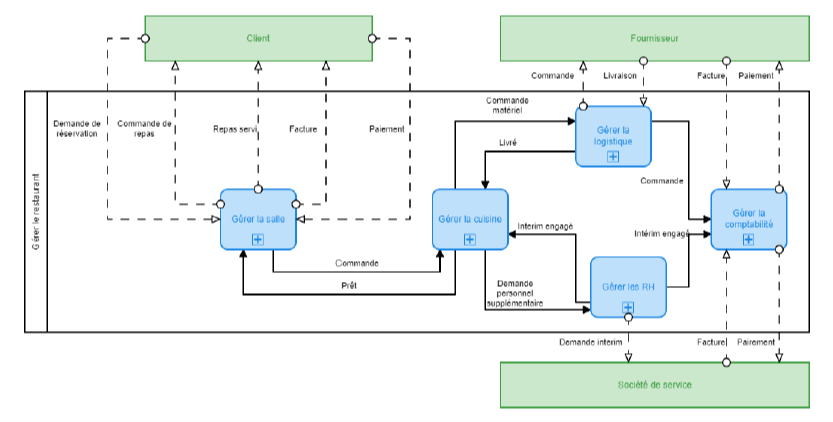 Client
Fournisseur
Commande
Livraison
Facture
Paiement
Demande de
réservation
Commande de
repas
Repas servi
Facture
Paiement
Commande
matériel
Gérer la
logistique
Livré
Commande
Gérer le restaurant
Gérer la salle
Gérer la cuisine
Gérer la
comptabilité
Interim engagé
Intérim engagé
Commande
Prêt
Demande
personnel
supplémentaire
Gérer les RH
Demande interim
Facture
Pairement
Société de service